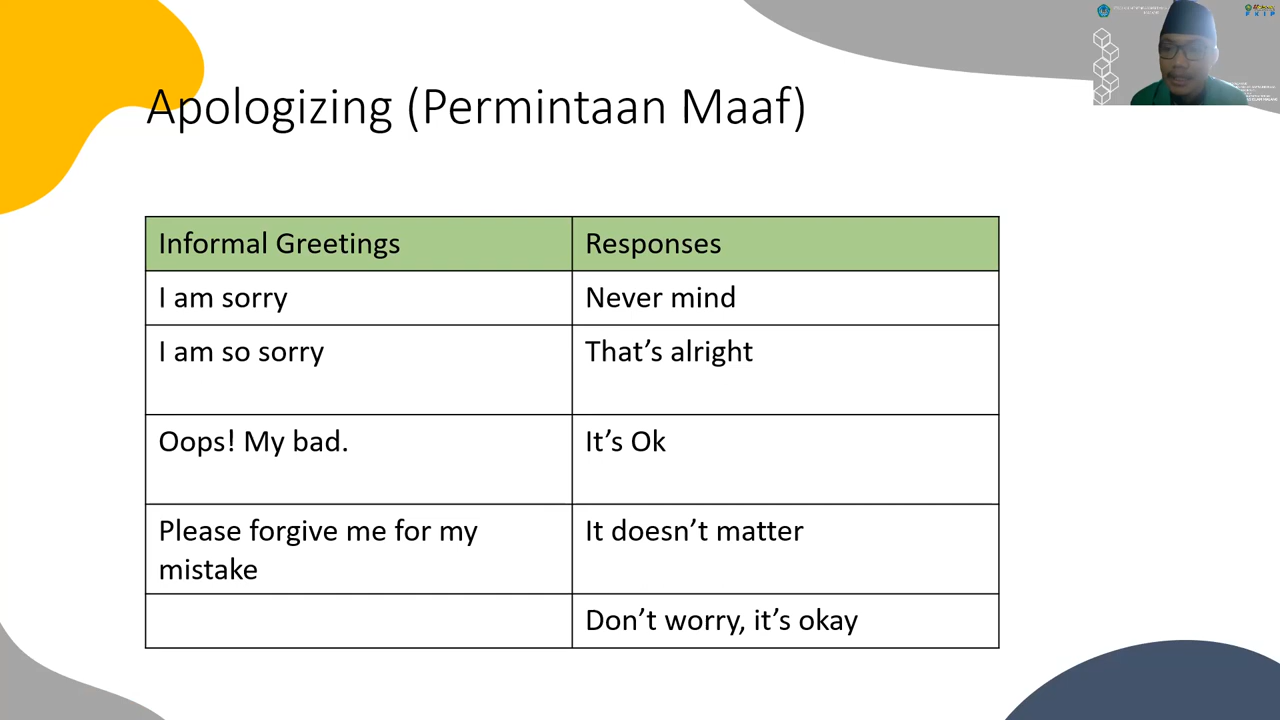 Apologizing (Permintaan Maaf)
Informal Greetings
Responses
I am sorry
Never mind
I am so sorry
That's alright
Oops! My bad.
It's Ok
Please forgive me for my
mistake
It doesn't matter
Don't worry, it's okay
FKIP